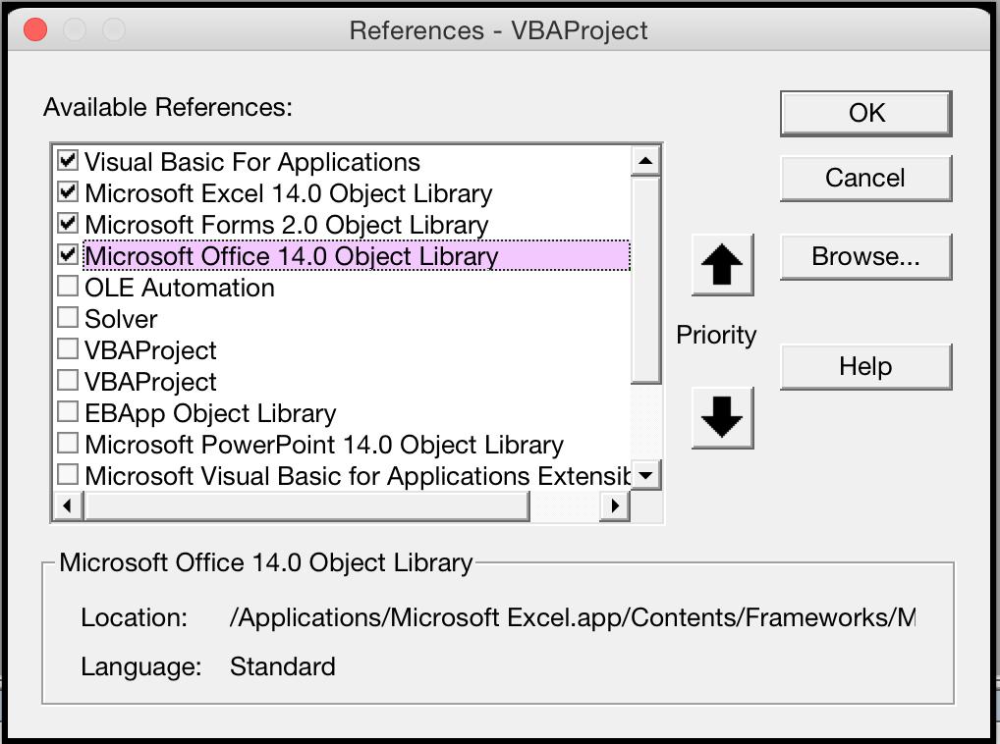 References - VBAProject
Available References:
Visual Basic For Applications
Microsoft Excel 14.0 Object Library
Microsoft Forms 2.0 Object Library
Microsoft Office 14.0 Object Library
OLE Automation
Solver
VBAProject
VBAProject
EBApp Object Library
Microsoft PowerPoint 14.0 Object Library
Microsoft Visual Basic for Applications Extensib
OK
Cancel
Browse...
Priority
Help
Microsoft Office 14.0 Object Library
Location: /Applications/Microsoft Excel.app/Contents/Frameworks/M
Language: Standard